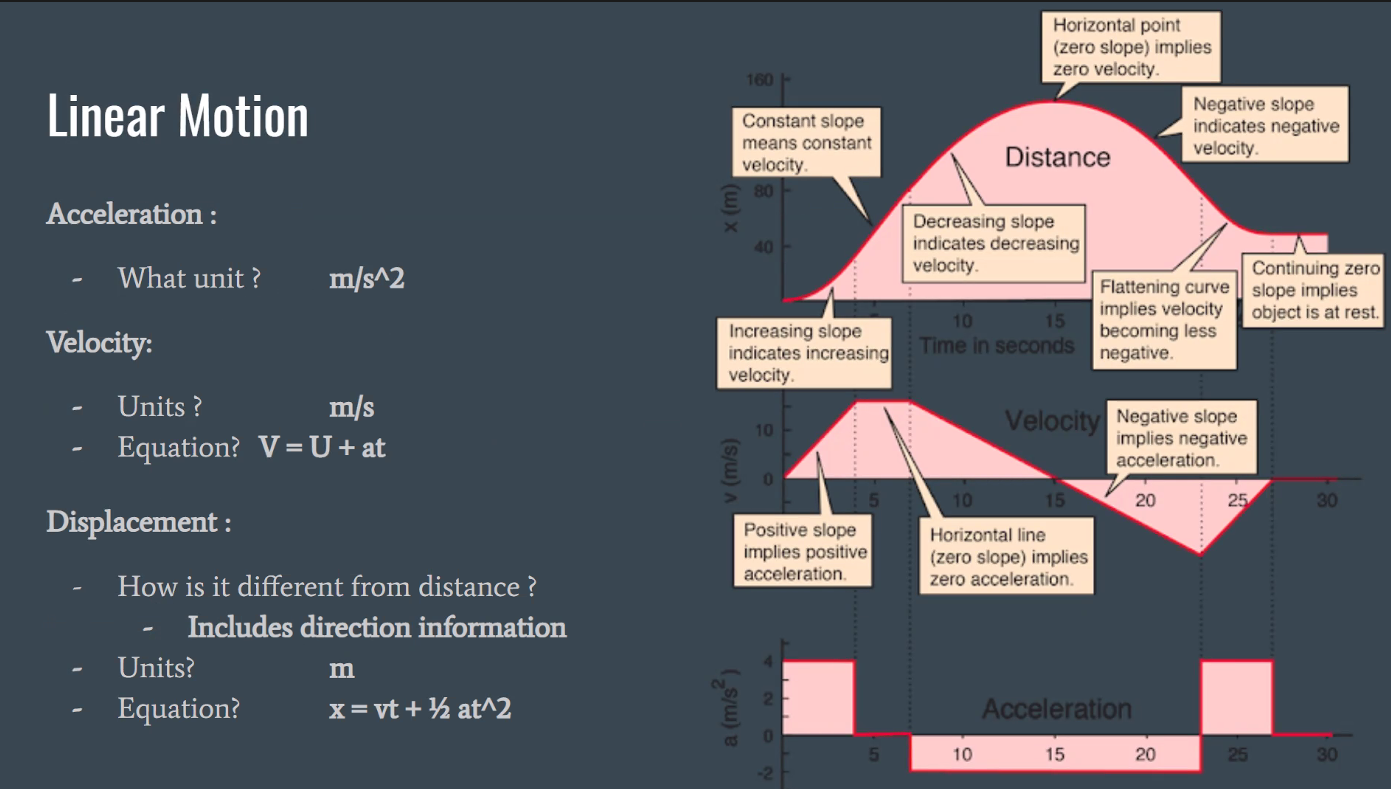 Linear Motion
Acceleration :
- What unit ? m/s^2
Velocity:
- Units ? m/s
- Equation? V = U + at
Displacement :
- How is it different from distance ?
- Includes direction information
- Units? m
- Equation? x = vt + ½ at^2
Horizontal point
(zero slope) implies
zero velocity.
Negative slope
indicates negative
velocity.
Constant slope
means constant
velocity.
Distance
Decreasing slope
indicates decreasing
velocity.
Flattening curve
implies velocity
becoming less
negative.
Continuing zero
slope implies
object is at rest.
Increasing slope
indicates increasing
velocity.
160
80
40
x (m)
5 10 15
Time in seconds
Velocity
Negative slope
implies negative
acceleration.
10
0
v (m/s)
5 10 15 20 25 30
Positive slope
implies positive
acceleration.
Horizontal line
(zero slope) implies
zero acceleration.
Acceleration
4
2
0
-2
a (m/s²)
5 10 15 20 25 30